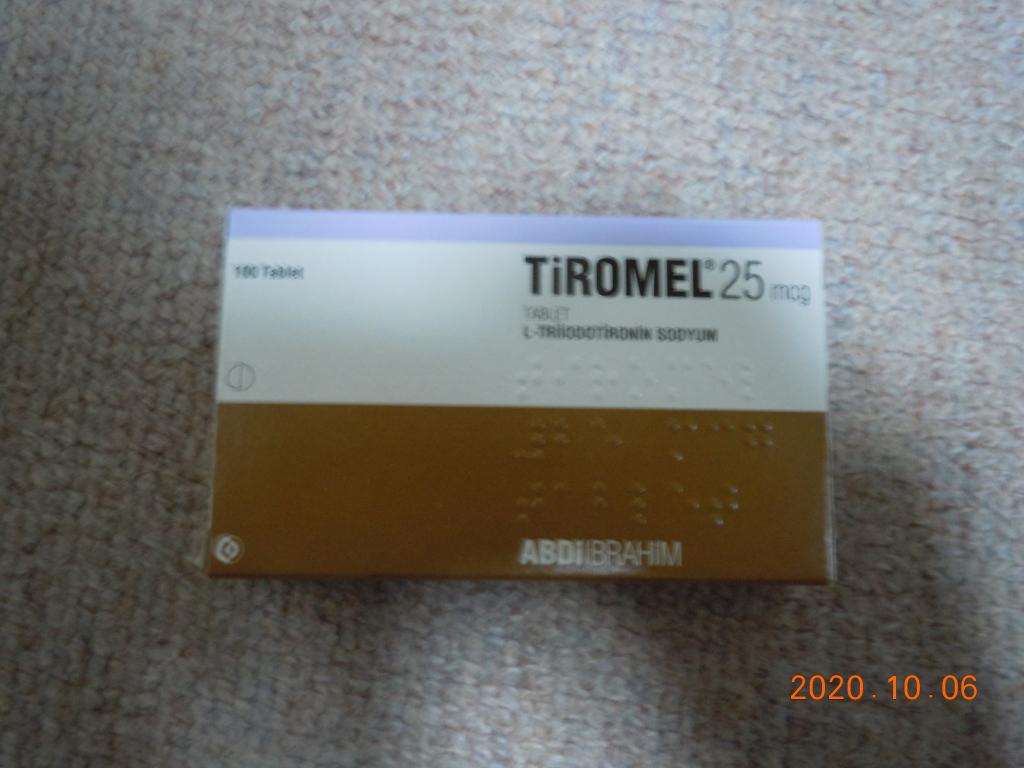 100 Tablet
TiROMEL® 25 mcg
TABLET
L-TRİİODOTİRONİN SODYUM
ABDİ İBRAHİM
2020.10.06